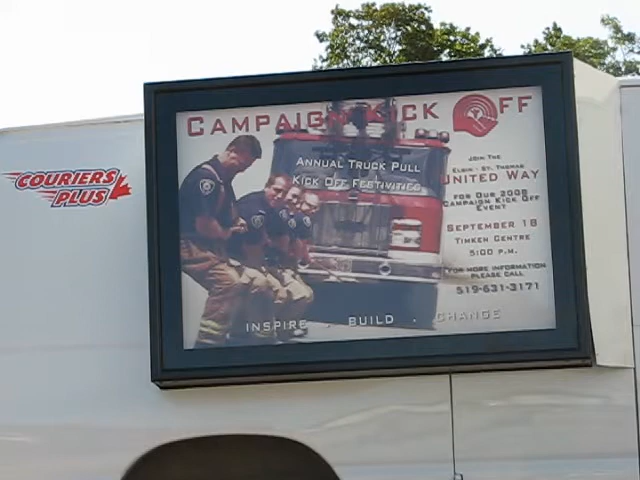 COURIERS
PLUS
CAMPAIGN KICK OFF
ANNUAL TRUCK PULL
KICK OFF FESTIVITIES
JOIN THE
ELGIN - ST. THOMAS
UNITED WAY
FOR OUR 2008
CAMPAIGN KICK OFF
EVENT
SEPTEMBER 18
TIMKEN CENTRE
5:00 P.M.
FOR MORE INFORMATION
PLEASE CALL
519-631-3171
INSPIRE · BUILD · CHANGE